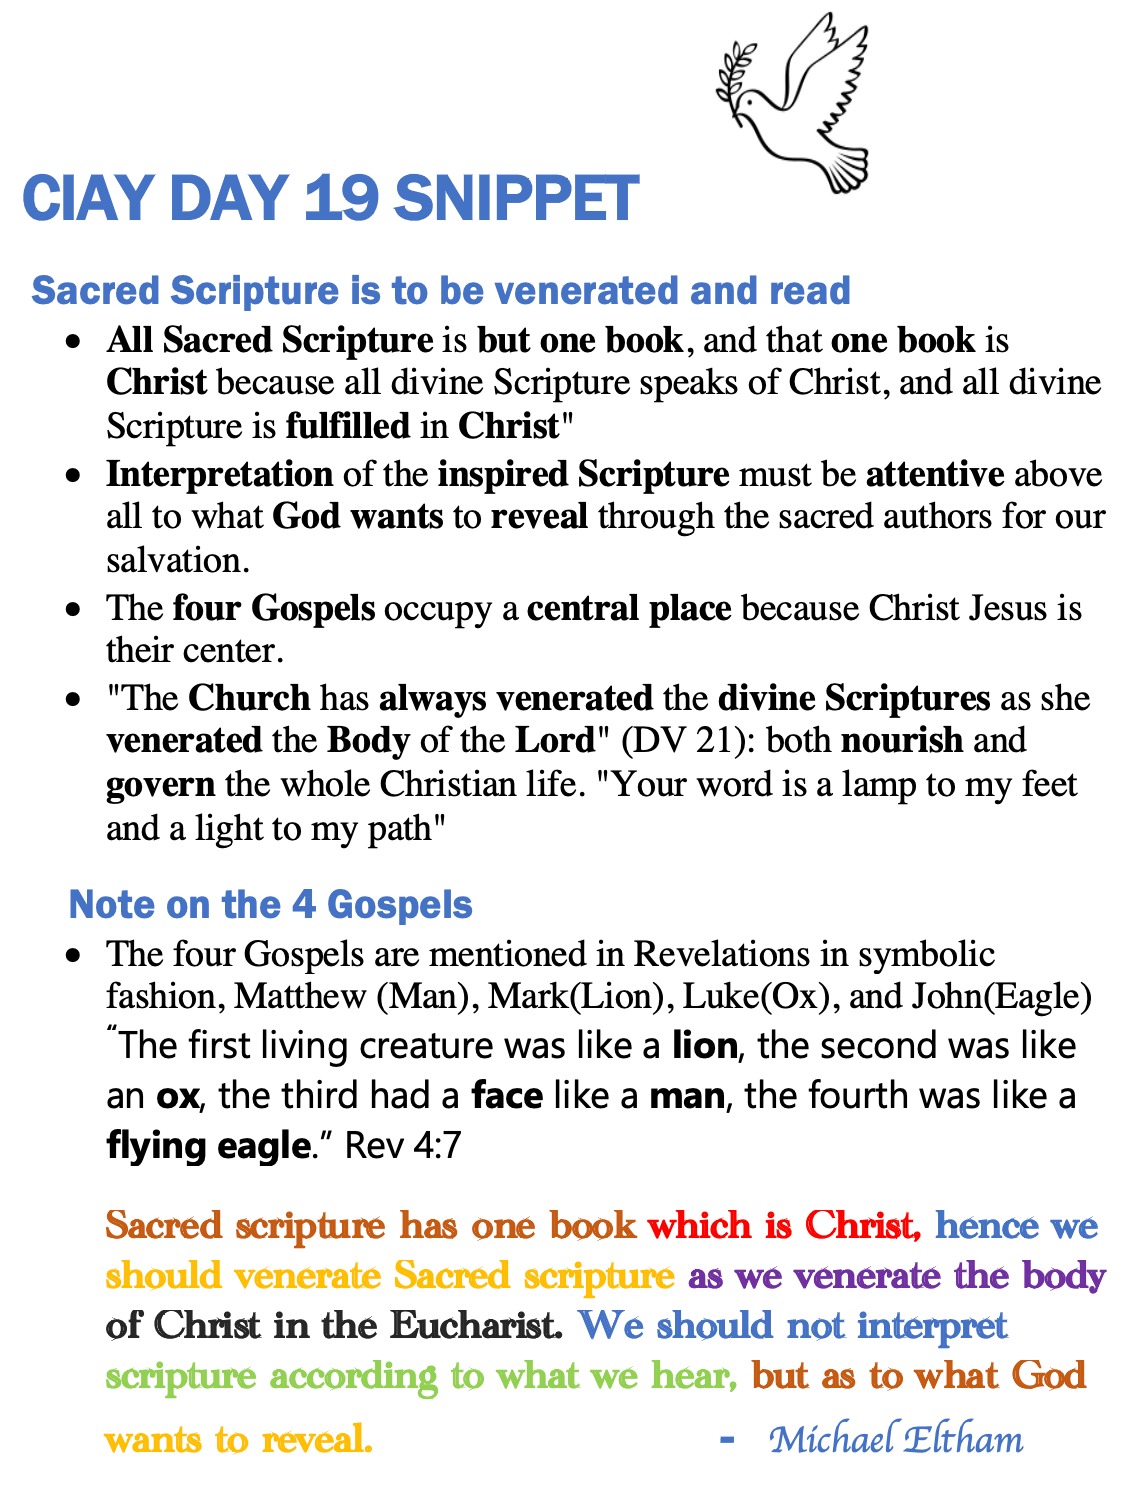 CIAY DAY 19 SNIPPET
Sacred Scripture is to be venerated and read
• All Sacred Scripture is but one book, and that one book is
Christ because all divine Scripture speaks of Christ, and all divine
Scripture is fulfilled in Christ"
• Interpretation of the inspired Scripture must be attentive above
all to what God wants to reveal through the sacred authors for our
salvation.
• The four Gospels occupy a central place because Christ Jesus is
their center.
• "The Church has always venerated the divine Scriptures as she
venerated the Body of the Lord" (DV 21): both nourish and
govern the whole Christian life. "Your word is a lamp to my feet
and a light to my path"
Note on the 4 Gospels
• The four Gospels are mentioned in Revelations in symbolic
fashion, Matthew (Man), Mark(Lion), Luke(Ox), and John(Eagle)
“The first living creature was like a lion, the second was like
an ox, the third had a face like a man, the fourth was like a
flying eagle.” Rev 4:7
Sacred scripture has one book which is Christ, hence we
should venerate Sacred scripture as we venerate the body
of Christ in the Eucharist. We should not interpret
scripture according to what we hear, but as to what God
wants to reveal. - Michael Eltham